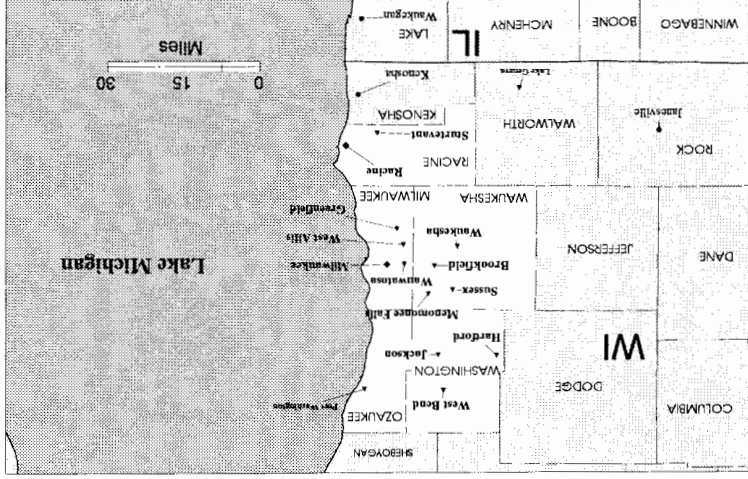 SHEBOYGAN
OZAUKEE
COLUMBIA
West Bend
Port Washington
DODGE
WASHINGTON
Jackson
WI
Hartford
Menomonee Falls
Sussex
Wauwatosa
Brookfield
Milwaukee
Lake Michigan
DANE
JEFFERSON
West Allis
Waukesha
Greenfield
WAUKESHA
MILWAUKEE
Racine
RACINE
ROCK
Sturtevant
WALWORTH
Janesville
KENOSHA
Kenosha
Lake Geneva
0 15 30
Miles
IL
LAKE
WINNEBAGO
BOONE
MCHENRY
Waukegan